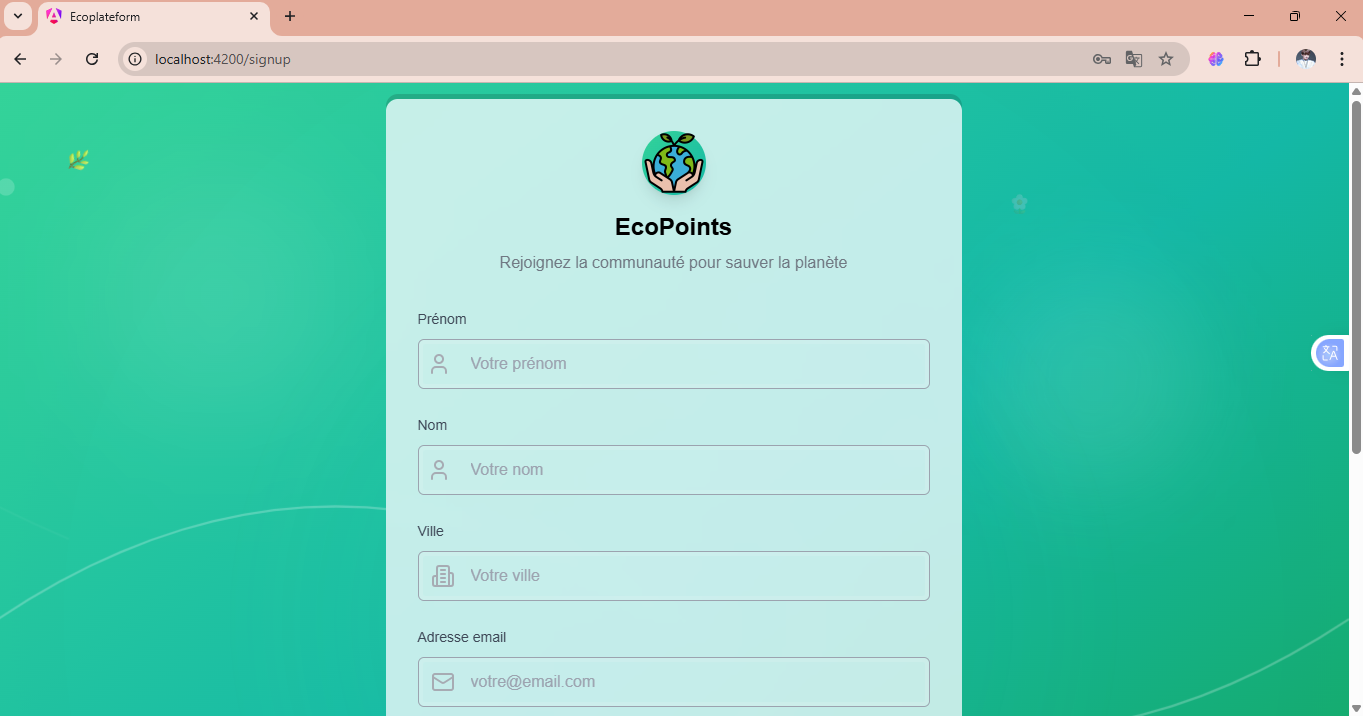 Ecoplateform
localhost:4200/signup
EcoPoints
Rejoignez la communauté pour sauver la planète
Prénom
Votre prénom
Nom
Votre nom
Ville
Votre ville
Adresse email
votre@email.com